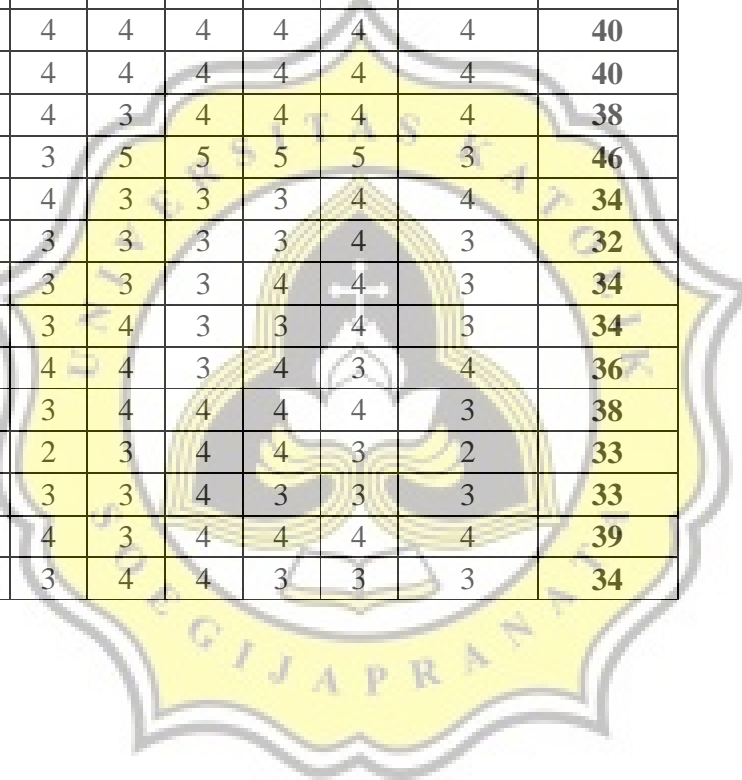 4 4 4 4 4 4 40
4 4 4 4 4 4 40
4 3 4 4 4 4 38
3 5 5 5 5 3 46
4 3 3 3 4 4 34
3 3 3 3 4 3 32
3 3 3 4 4 3 34
3 4 3 3 4 3 34
4 4 3 4 3 4 36
3 4 4 4 4 3 38
2 3 4 4 3 2 33
3 3 4 3 3 3 33
4 3 4 4 4 4 39
3 4 4 3 3 3 34
UNIVERSITAS KATOLIK
SOEGIJAPRANATA